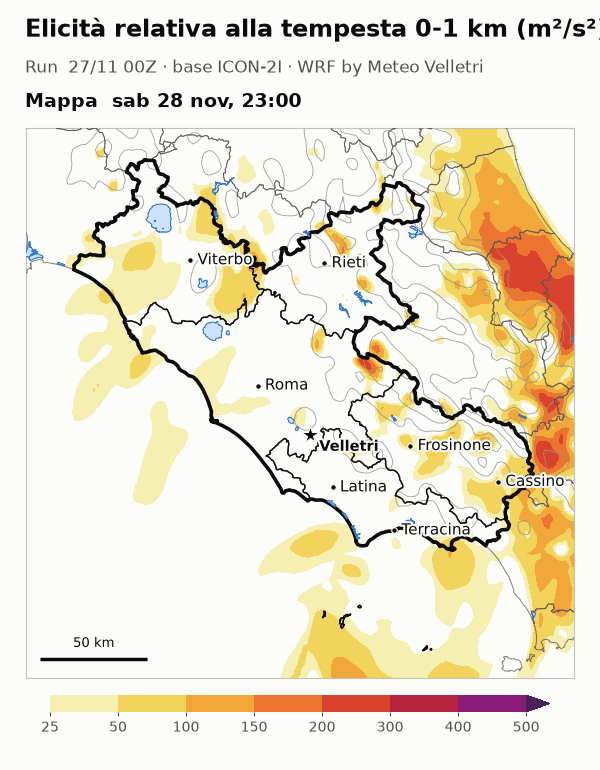 Elicità relativa alla tempesta 0-1 km (m²/s²)
Run  27/11 00Z · base ICON-2I · WRF by Meteo Velletri
Mappa  sab 28 nov, 23:00
Viterbo
Rieti
Roma
Velletri
Frosinone
Cassino
Latina
Terracina
50 km
25 50 100 150 200 300 400 500